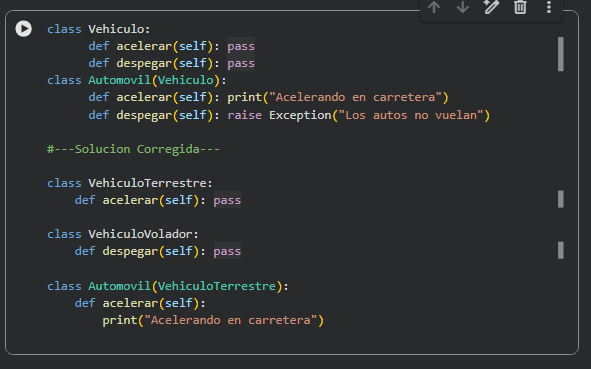 class Vehiculo:
      def acelerar(self): pass
      def despegar(self): pass
class Automovil(Vehiculo):
      def acelerar(self): print("Acelerando en carretera")
      def despegar(self): raise Exception("Los autos no vuelan")
#---Solucion Corregida---
class VehiculoTerrestre:
    def acelerar(self): pass
class VehiculoVolador:
    def despegar(self): pass
class Automovil(VehiculoTerrestre):
    def acelerar(self):
        print("Acelerando en carretera")